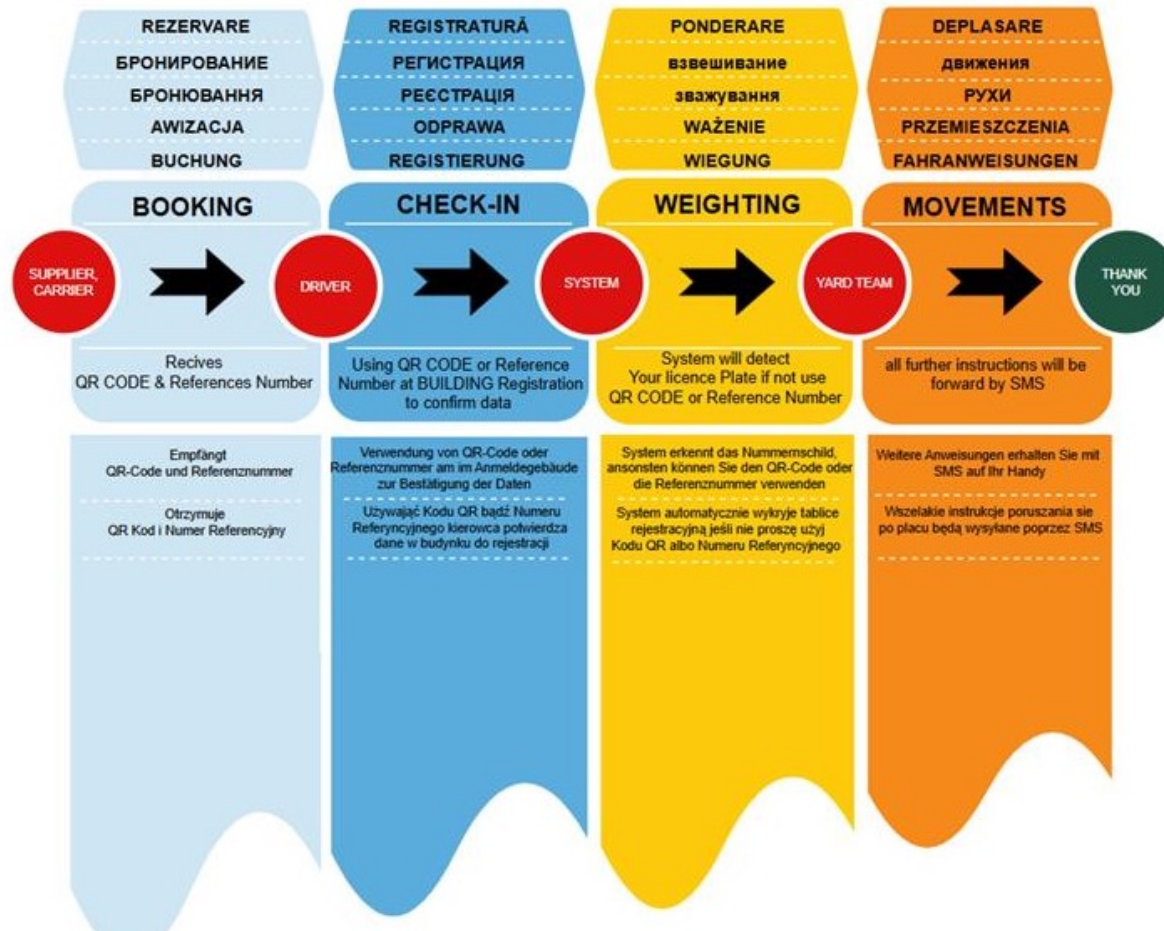 REZERVARE
БРОНИРОВАНИЕ
БРОНЮВАННЯ
AWIZACJA
BUCHUNG
REGISTRATURĂ
РЕГИСТРАЦИЯ
РЕЄСТРАЦІЯ
ODPRAWA
REGISTIERUNG
PONDERARE
взвешивание
зважування
WAŻENIE
WIEGUNG
DEPLASARE
движения
РУХИ
PRZEMIESZCZENIA
FAHRANWEISUNGEN
BOOKING
CHECK-IN
WEIGHTING
MOVEMENTS
SUPPLIER,
CARRIER
DRIVER
SYSTEM
YARD TEAM
THANK
YOU
Recives
QR CODE & References Number
Using QR CODE or Reference
Number at BUILDING Registration
to confirm data
System will detect
Your licence Plate if not use
QR CODE or Reference Number
all further instructions will be
forward by SMS
Empfängt
QR-Code und Referenznummer
Otrzymuje
QR Kod i Numer Referencyjny
Verwendung von QR-Code oder
Referenznummer am im Anmeldegebäude
zur Bestätigung der Daten
Używająć Kodu QR bądź Numeru
Referyncyjnego kierowca potwierdza
dane w budynku do rejestracji
System erkennt das Nummernschild,
ansonsten können Sie den QR-Code oder
die Referenznummer verwenden
System automatycznie wykryje tablice
rejestracyjną jeśli nie proszę użyj
Kodu QR albo Numeru Referyncyjnego
Weitere Anweisungen erhalten Sie mit
SMS auf Ihr Handy
Wszelakie instrukcje poruszania sie
po placu będą wysyłane poprzez SMS